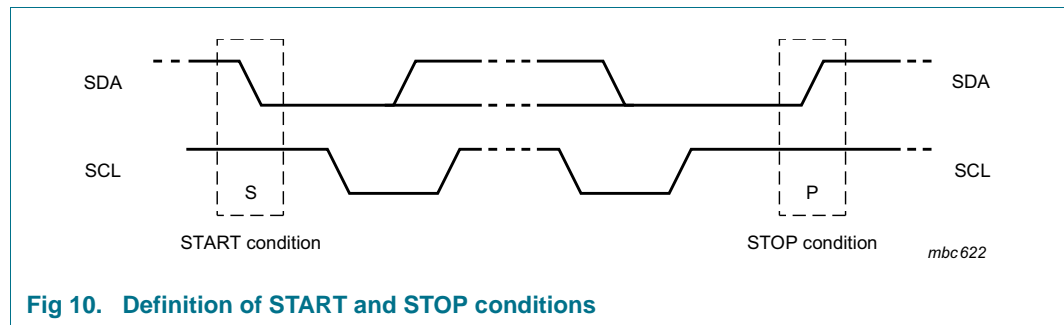 SDA
SDA
SCL
SCL
S
P
START condition
STOP condition
mbc622
Fig 10. Definition of START and STOP conditions